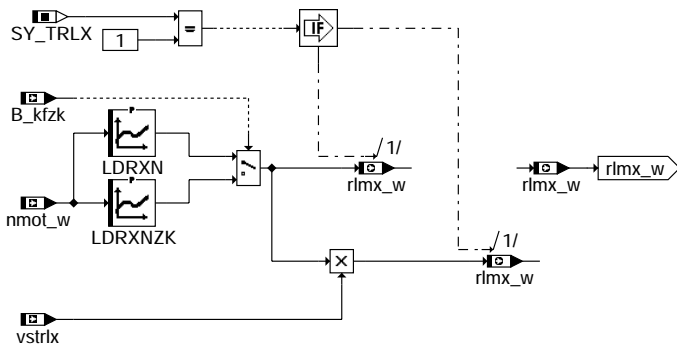 SY_TRLX
1
=
IF
B_kfzk
P
LDRXN
/1/
rlmx_w
rlmx_w
rlmx_w
nmot_w
P
LDRXNZK
/1/
rlmx_w
vstrlx